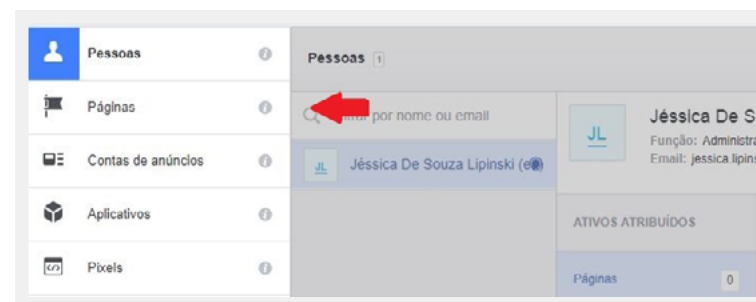 Pessoas
Páginas
Contas de anúncios
Aplicativos
Pixels
Pessoas 1
por nome ou email
JL Jéssica De Souza Lipinski
JL
Jéssica De S
Função: Administra
Email: jessica.lipins
ATIVOS ATRIBUÍDOS
Páginas 0